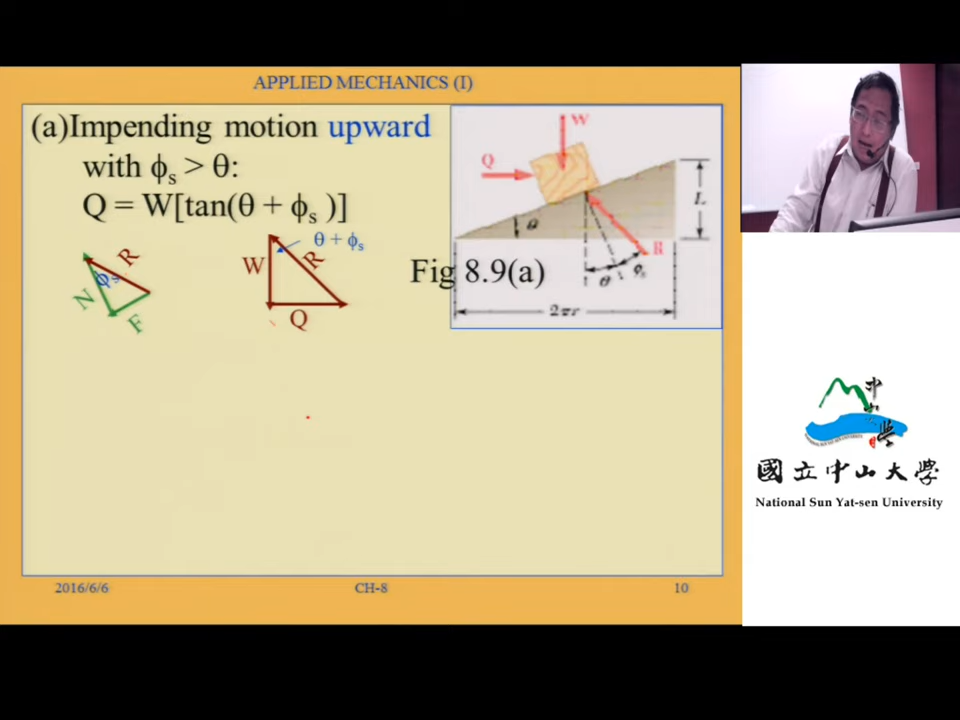 APPLIED MECHANICS (I)
(a)Impending motion upward
with ϕs > θ:
Q = W[tan(θ + ϕs )]
N
ϕs
R
F
W
θ + ϕs
R
Q
Fig 8.9(a)
W
Q
θ
L
R
θ
ϕs
2πr
2016/6/6
CH-8
10
國立中山大學
National Sun Yat-sen University